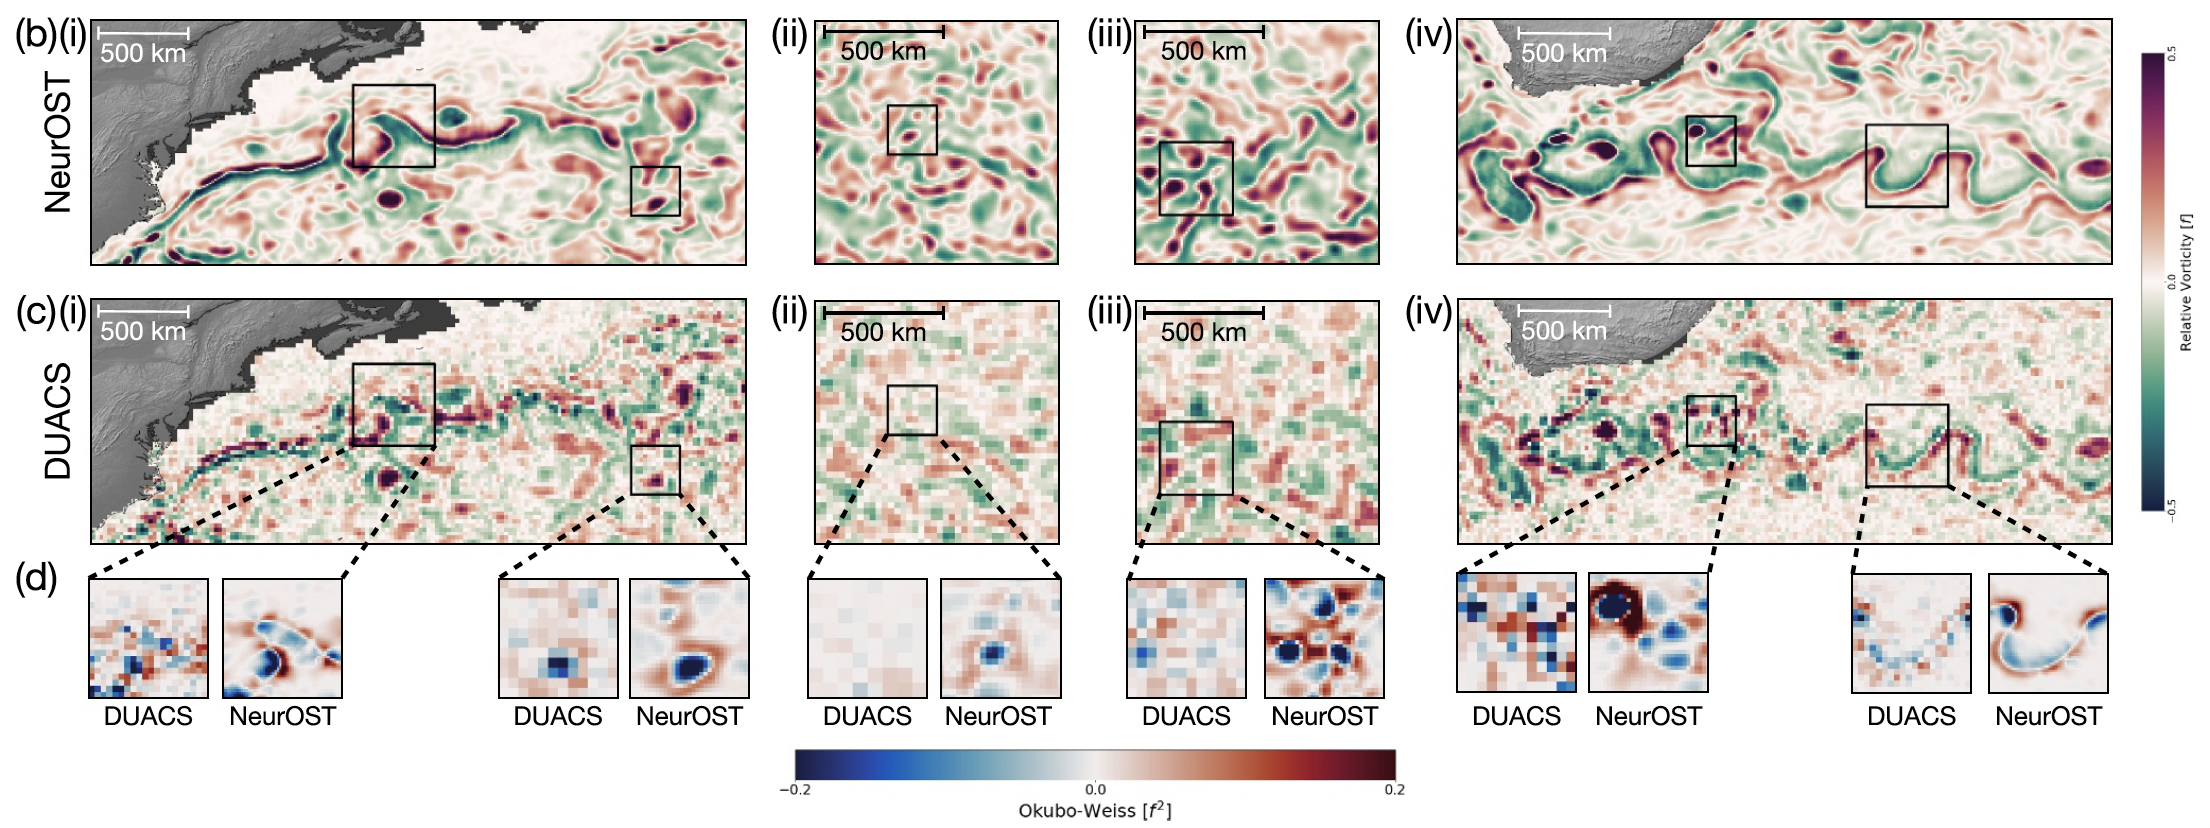 (b)(i) (ii) (iii) (iv)
500 km 500 km 500 km 500 km
NeurOST
0.5
0.0
−0.5
Relative Vorticity [f]
(c)(i) (ii) (iii) (iv)
500 km 500 km 500 km 500 km
DUACS
(d)
DUACS NeurOST DUACS NeurOST DUACS NeurOST DUACS NeurOST DUACS NeurOST DUACS NeurOST
−0.2 0.0 0.2
Okubo-Weiss [f²]